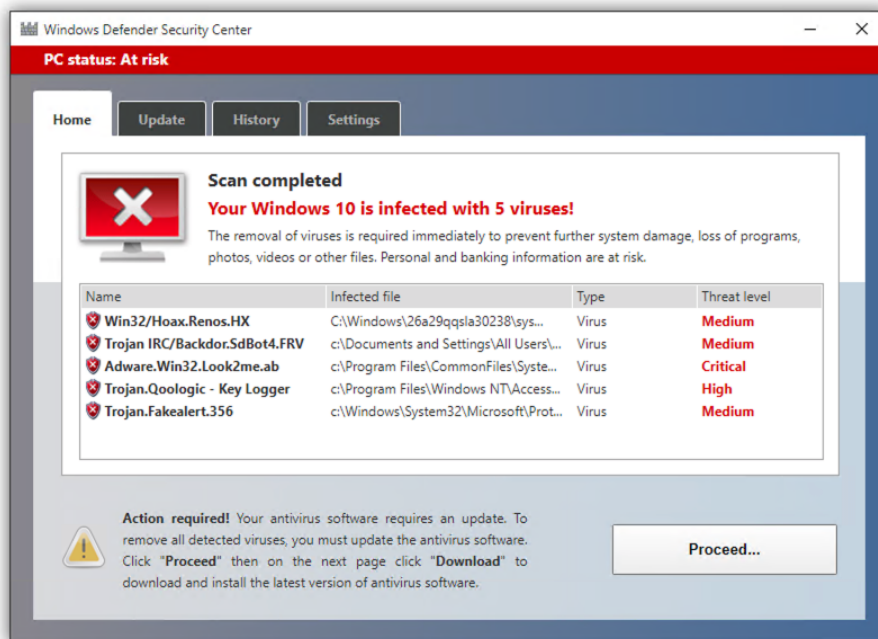 Windows Defender Security Center
PC status: At risk
Home Update History Settings
Scan completed
Your Windows 10 is infected with 5 viruses!
The removal of viruses is required immediately to prevent further system damage, loss of programs,
photos, videos or other files. Personal and banking information are at risk.
Name Infected file Type Threat level
Win32/Hoax.Renos.HX C:\Windows\26a29qqsla30238\sys... Virus Medium
Trojan IRC/Backdor.SdBot4.FRV c:\Documents and Settings\All Users\... Virus Medium
Adware.Win32.Look2me.ab c:\Program Files\CommonFiles\Syste... Virus Critical
Trojan.Qoologic - Key Logger c:\Program Files\Windows NT\Access... Virus High
Trojan.Fakealert.356 c:\Windows\System32\Microsoft\Prot... Virus Medium
Action required! Your antivirus software requires an update. To
remove all detected viruses, you must update the antivirus software.
Click "Proceed" then on the next page click "Download" to
download and install the latest version of antivirus software.
Proceed...